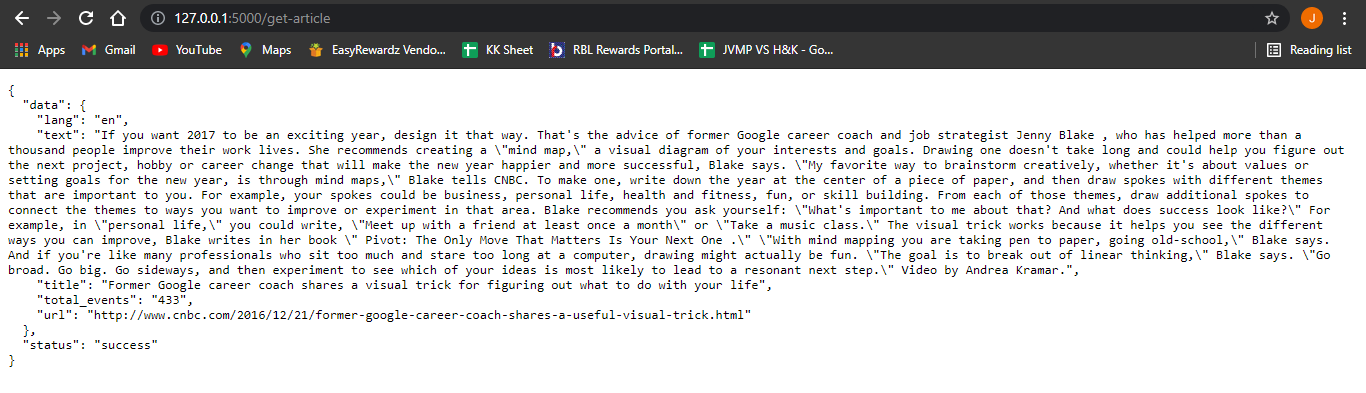 127.0.0.1:5000/get-article
J
Apps Gmail YouTube Maps EasyRewardz Vendo... KK Sheet RBL Rewards Portal... JVMP VS H&K - Go... Reading list
{
"data": {
"lang": "en",
"text": "If you want 2017 to be an exciting year, design it that way. That's the advice of former Google career coach and job strategist Jenny Blake , who has helped more than a
thousand people improve their work lives. She recommends creating a \"mind map,\" a visual diagram of your interests and goals. Drawing one doesn't take long and could help you figure out
the next project, hobby or career change that will make the new year happier and more successful, Blake says. \"My favorite way to brainstorm creatively, whether it's about values or
setting goals for the new year, is through mind maps,\" Blake tells CNBC. To make one, write down the year at the center of a piece of paper, and then draw spokes with different themes
that are important to you. For example, your spokes could be business, personal life, health and fitness, fun, or skill building. From each of those themes, draw additional spokes to
connect the themes to ways you want to improve or experiment in that area. Blake recommends you ask yourself: \"What's important to me about that? And what does success look like?\" For
example, in \"personal life,\" you could write, \"Meet up with a friend at least once a month\" or \"Take a music class.\" The visual trick works because it helps you see the different
ways you can improve, Blake writes in her book \" Pivot: The Only Move That Matters Is Your Next One .\" \"With mind mapping you are taking pen to paper, going old-school,\" Blake says.
And if you're like many professionals who sit too much and stare too long at a computer, drawing might actually be fun. \"The goal is to break out of linear thinking,\" Blake says. \"Go
broad. Go big. Go sideways, and then experiment to see which of your ideas is most likely to lead to a resonant next step.\" Video by Andrea Kramar.",
"title": "Former Google career coach shares a visual trick for figuring out what to do with your life",
"total_events": "433",
"url": "http://www.cnbc.com/2016/12/21/former-google-career-coach-shares-a-useful-visual-trick.html"
},
"status": "success"
}